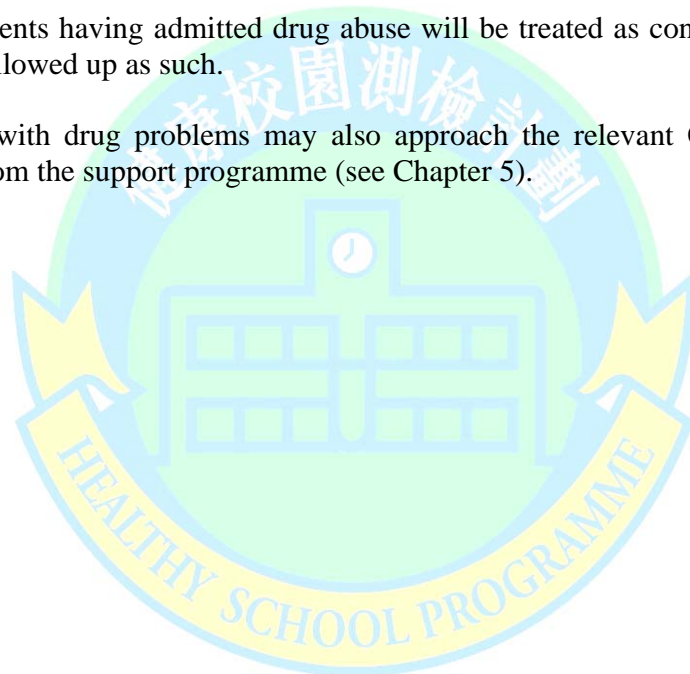 ents having admitted drug abuse will be treated as con
llowed up as such.
with drug problems may also approach the relevant
om the support programme (see Chapter 5).
健康校園測檢計劃
HEALTHY SCHOOL PROGRAMME